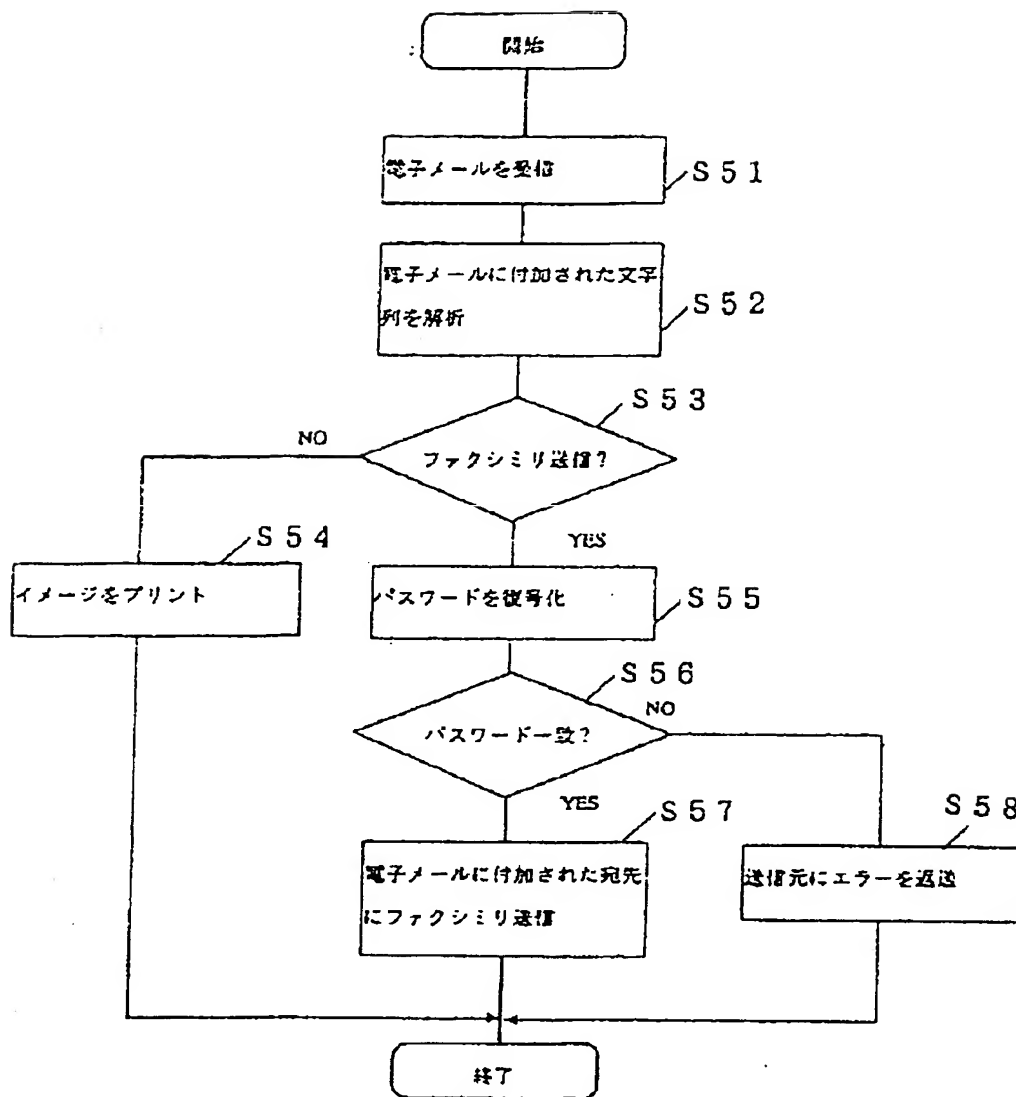 開始
電子メールを受信
S51
電子メールに付加された文字
列を解析
S52
S53
NO
ファクシミリ送信?
YES
S54
イメージをプリント
パスワードを復号化
S55
S56
NO
パスワード一致?
YES
S57
S58
電子メールに付加された宛先
にファクシミリ送信
送信元にエラーを返送
終了